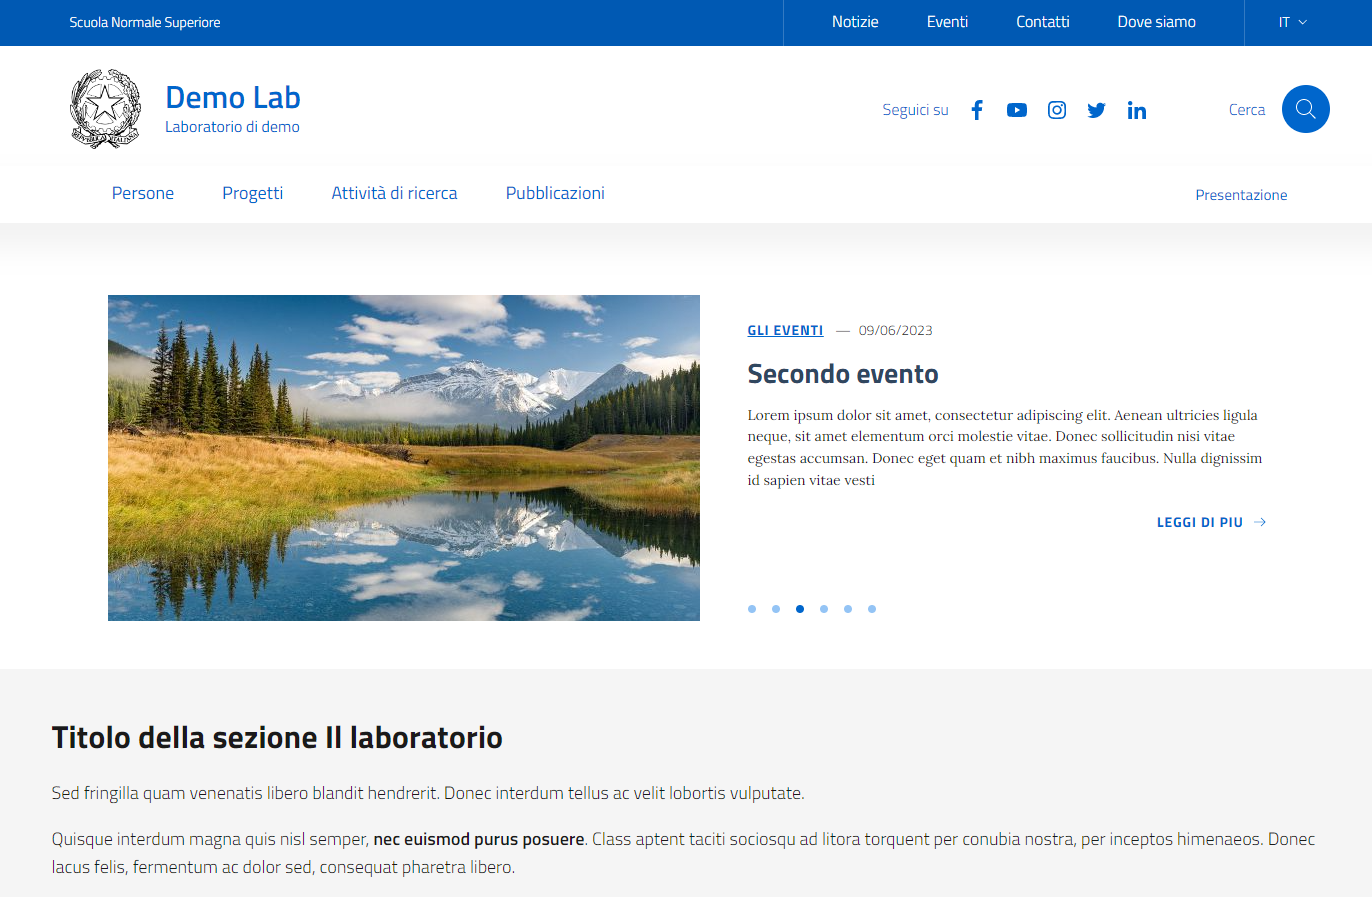 Scuola Normale Superiore
Notizie
Eventi
Contatti
Dove siamo
IT
Demo Lab
Laboratorio di demo
Seguici su
Cerca
Persone
Progetti
Attività di ricerca
Pubblicazioni
Presentazione
GLI EVENTI — 09/06/2023
Secondo evento
Lorem ipsum dolor sit amet, consectetur adipiscing elit. Aenean ultricies ligula
neque, sit amet elementum orci molestie vitae. Donec sollicitudin nisi vitae
egestas accumsan. Donec eget quam et nibh maximus faucibus. Nulla dignissim
id sapien vitae vesti
LEGGI DI PIU
Titolo della sezione Il laboratorio
Sed fringilla quam venenatis libero blandit hendrerit. Donec interdum tellus ac velit lobortis vulputate.
Quisque interdum magna quis nisl semper, nec euismod purus posuere. Class aptent taciti sociosqu ad litora torquent per conubia nostra, per inceptos himenaeos. Donec
lacus felis, fermentum ac dolor sed, consequat pharetra libero.